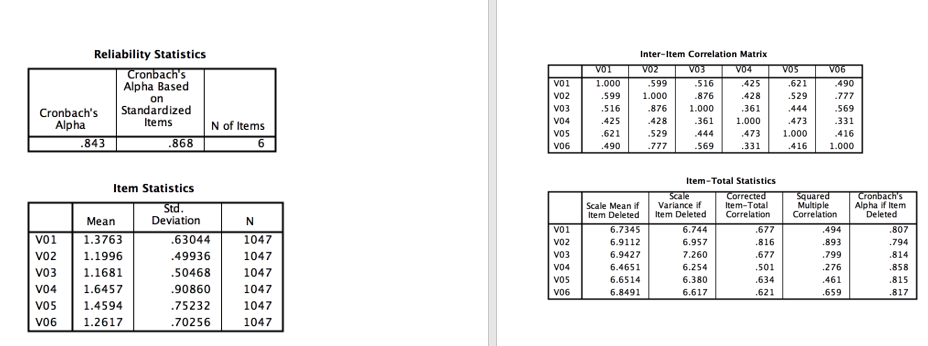 Reliability Statistics
Cronbach's Alpha | Cronbach's Alpha Based on Standardized Items | N of Items
.843 | .868 | 6
Item Statistics
Mean | Std. Deviation | N
V01 | 1.3763 | .63044 | 1047
V02 | 1.1996 | .49936 | 1047
V03 | 1.1681 | .50468 | 1047
V04 | 1.6457 | .90860 | 1047
V05 | 1.4594 | .75232 | 1047
V06 | 1.2617 | .70256 | 1047
Inter-Item Correlation Matrix
V01 | V02 | V03 | V04 | V05 | V06
V01 | 1.000 | .599 | .516 | .425 | .621 | .490
V02 | .599 | 1.000 | .876 | .428 | .529 | .777
V03 | .516 | .876 | 1.000 | .361 | .444 | .569
V04 | .425 | .428 | .361 | 1.000 | .473 | .331
V05 | .621 | .529 | .444 | .473 | 1.000 | .416
V06 | .490 | .777 | .569 | .331 | .416 | 1.000
Item-Total Statistics
Scale Mean if Item Deleted | Scale Variance if Item Deleted | Corrected Item-Total Correlation | Squared Multiple Correlation | Cronbach's Alpha if Item Deleted
V01 | 6.7345 | 6.744 | .677 | .494 | .807
V02 | 6.9112 | 6.957 | .816 | .893 | .794
V03 | 6.9427 | 7.260 | .677 | .799 | .814
V04 | 6.4651 | 6.254 | .501 | .276 | .858
V05 | 6.6514 | 6.380 | .634 | .461 | .815
V06 | 6.8491 | 6.617 | .621 | .659 | .817